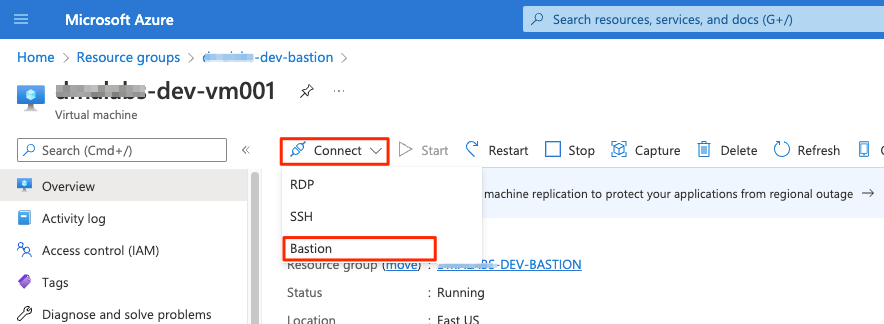 Microsoft Azure
Search resources, services, and docs (G+/)
Home > Resource groups > -dev-bastion >
-dev-vm001
Virtual machine
Search (Cmd+/)
Connect
Start
Restart
Stop
Capture
Delete
Refresh
Overview
Activity log
Access control (IAM)
Tags
Diagnose and solve problems
RDP
SSH
Bastion
machine replication to protect your applications from regional outage →
Resource group (move) : -DEV-BASTION
Status : Running
Location : East US